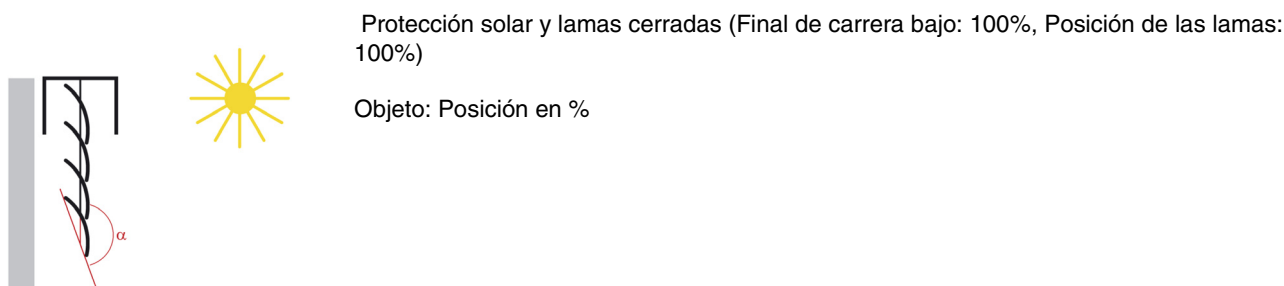 Protección solar y lamas cerradas (Final de carrera bajo: 100%, Posición de las lamas:
100%)
Objeto: Posición en %
α